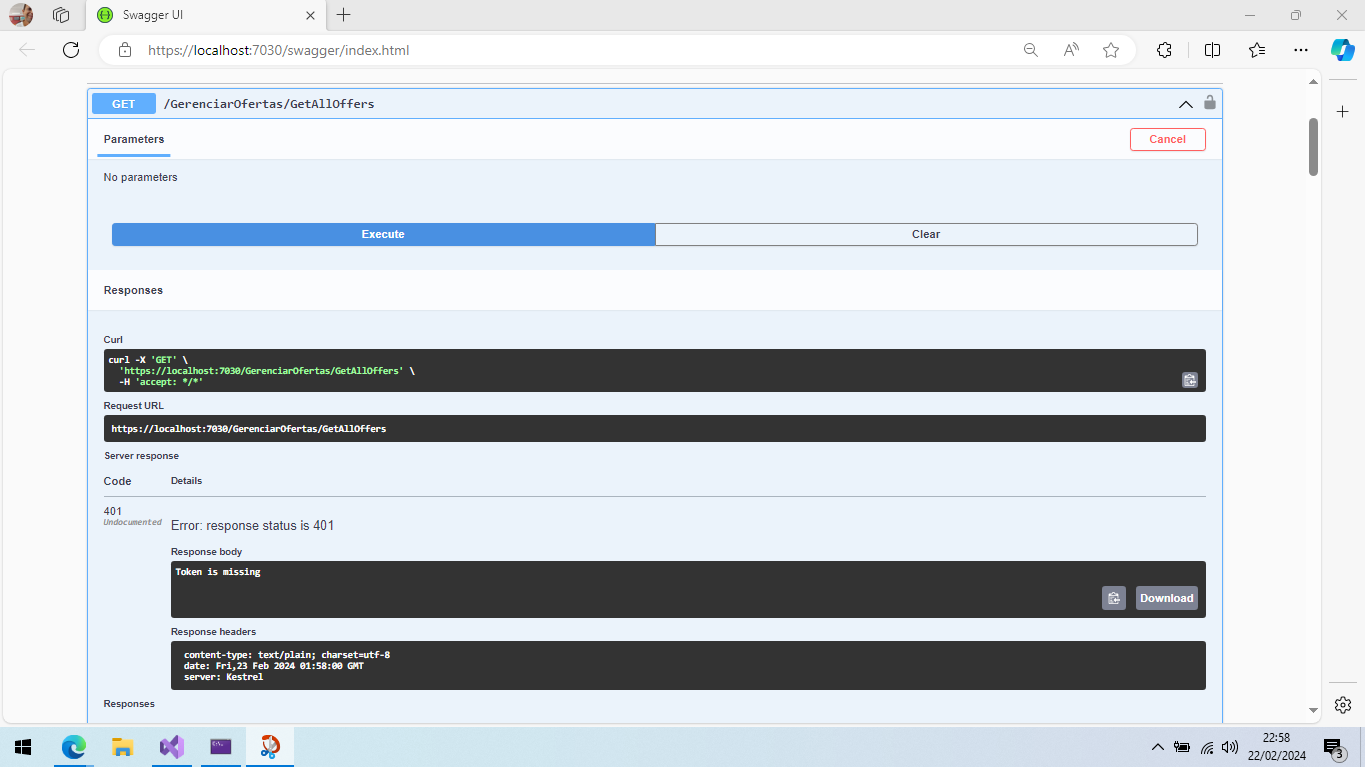 Swagger UI
https://localhost:7030/swagger/index.html
GET /GerenciarOfertas/GetAllOffers
Parameters
Cancel
No parameters
Execute
Clear
Responses
Curl
curl -X 'GET' \
'https://localhost:7030/GerenciarOfertas/GetAllOffers' \
-H 'accept: */*'
Request URL
https://localhost:7030/GerenciarOfertas/GetAllOffers
Server response
Code Details
401
Undocumented
Error: response status is 401
Response body
Token is missing
Download
Response headers
content-type: text/plain; charset=utf-8
date: Fri,23 Feb 2024 01:58:00 GMT
server: Kestrel
Responses
22:58
22/02/2024
3